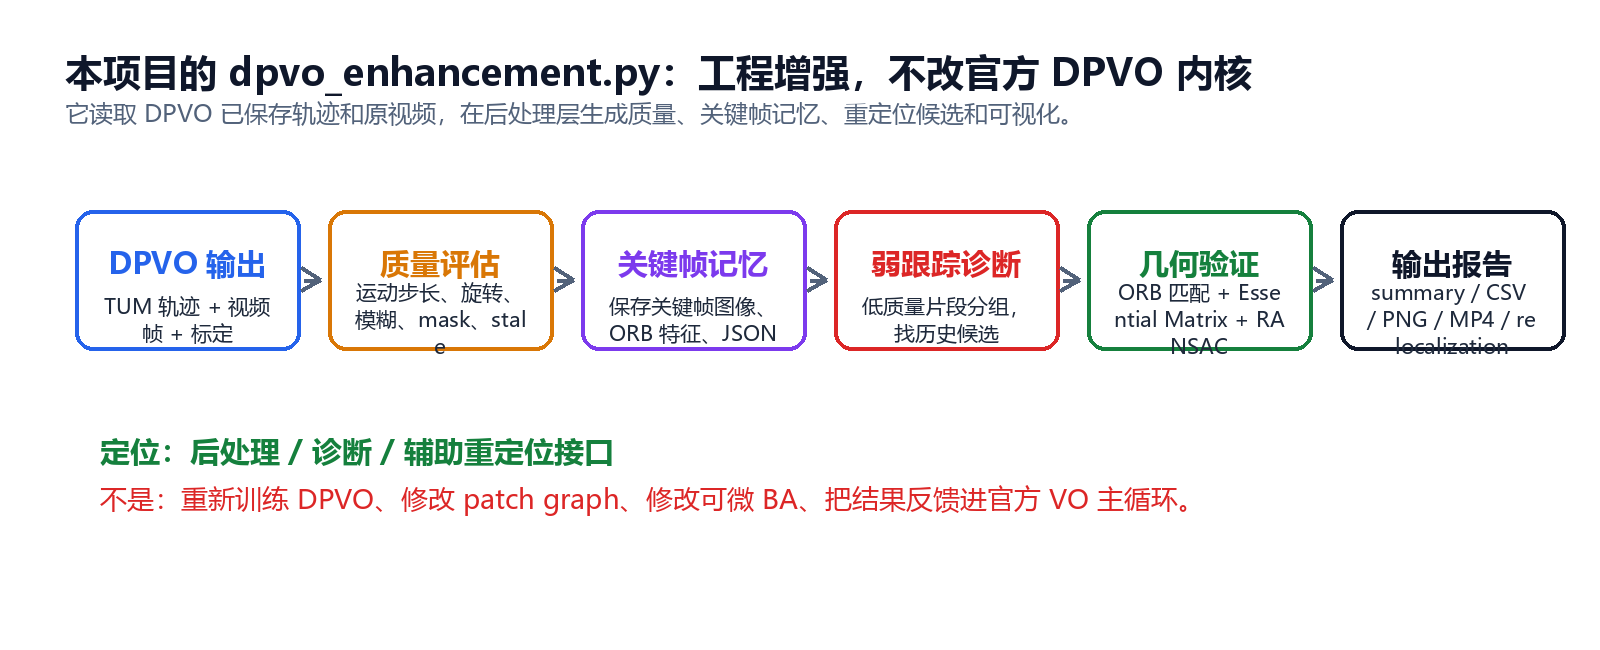 本项目的 dpvo_enhancement.py：工程增强，不改官方 DPVO 内核
它读取 DPVO 已保存轨迹和原视频，在后处理层生成质量、关键帧记忆、重定位候选和可视化。
DPVO 输出
TUM 轨迹 + 视频
帧 + 标定
质量评估
运动步长、旋转、
模糊、mask、stal
e
关键帧记忆
保存关键帧图像、
ORB 特征、JSON
弱跟踪诊断
低质量片段分组，
找历史候选
几何验证
ORB 匹配 + Esse
ntial Matrix + RA
NSAC
输出报告
summary / CSV
/ PNG / MP4 / re
localization
定位：后处理 / 诊断 / 辅助重定位接口
不是：重新训练 DPVO、修改 patch graph、修改可微 BA、把结果反馈进官方 VO 主循环。